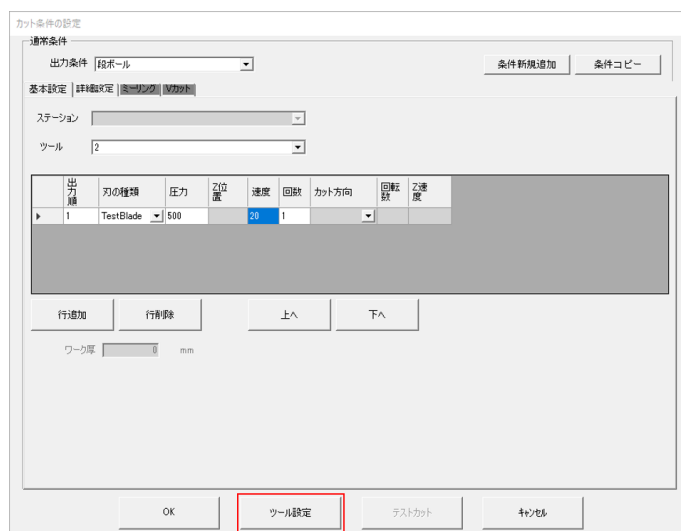 カット条件の設定
通常条件
出力条件 段ボール 条件新規追加 条件コピー
基本設定 詳細設定 ミーリング Vカット
ステーション
ツール 2
出力順 刃の種類 圧力 Z位置 速度 回数 カット方向 回転数 Z速度
1 TestBlade 500 20 1
行追加 行削除 上へ 下へ
ワーク厚 0 mm
OK ツール設定 テストカット キャンセル